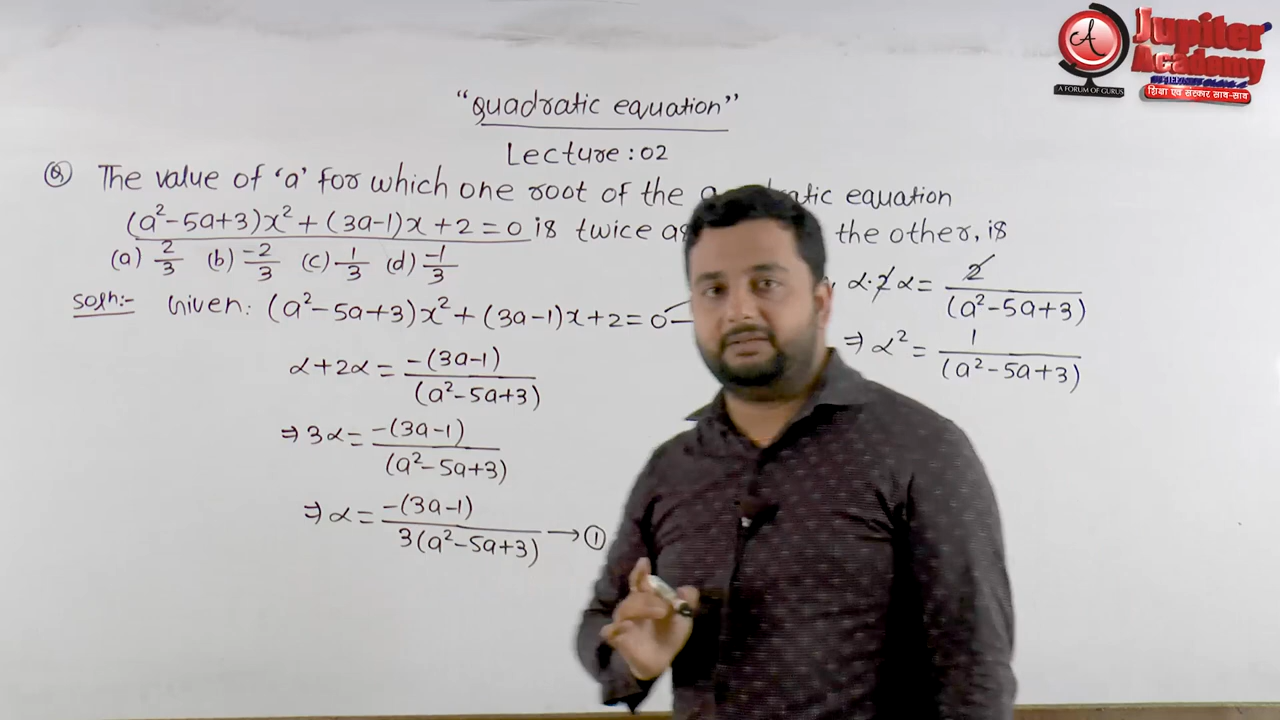 Jupiter
Academy
A FORUM OF GURUS
शिक्षा एवं संस्कार साथ-साथ
"Quadratic equation"
Lecture : 02
Q The value of 'a' for which one root of the quadratic equation
(a²-5a+3)x² + (3a-1)x + 2 = 0 is twice as the other, is
(a) 2/3 (b) -2/3 (c) 1/3 (d) -1/3
Solh:- Given: (a²-5a+3)x² + (3a-1)x + 2 = 0
α+2α = -(3a-1)/(a²-5a+3)
⇒ 3α = -(3a-1)/(a²-5a+3)
⇒ α = -(3a-1)/3(a²-5a+3) → ①
α·2α = 2/(a²-5a+3)
⇒ α² = 1/(a²-5a+3)